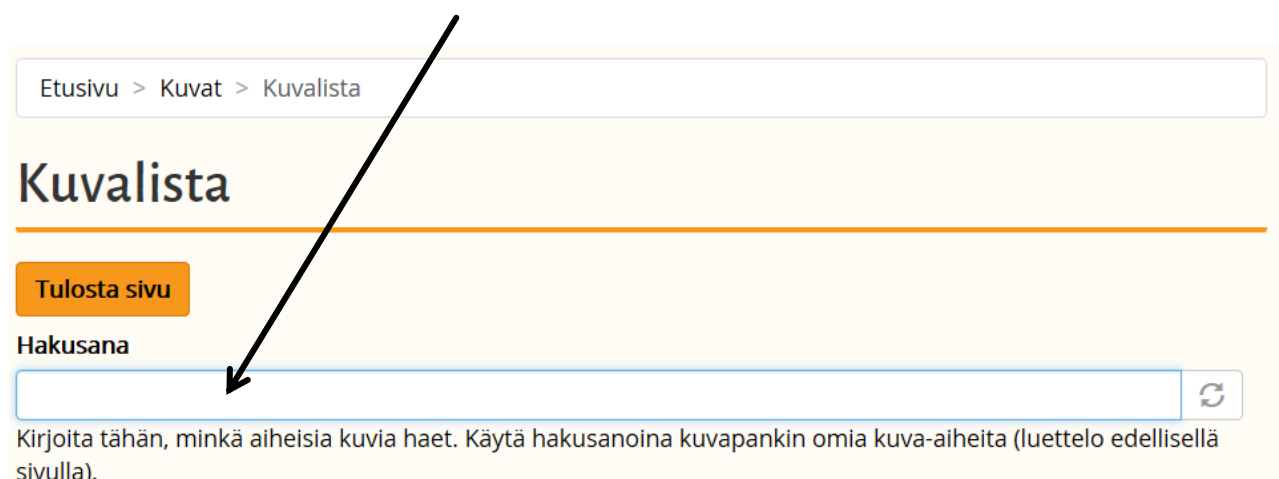 Etusivu > Kuvat > Kuvalista
Kuvalista
Tulosta sivu
Hakusana
Kirjoita tähän, minkä aiheisia kuvia haet. Käytä hakusanoina kuvapankin omia kuva-aiheita (luettelo edellisellä
sivulla).